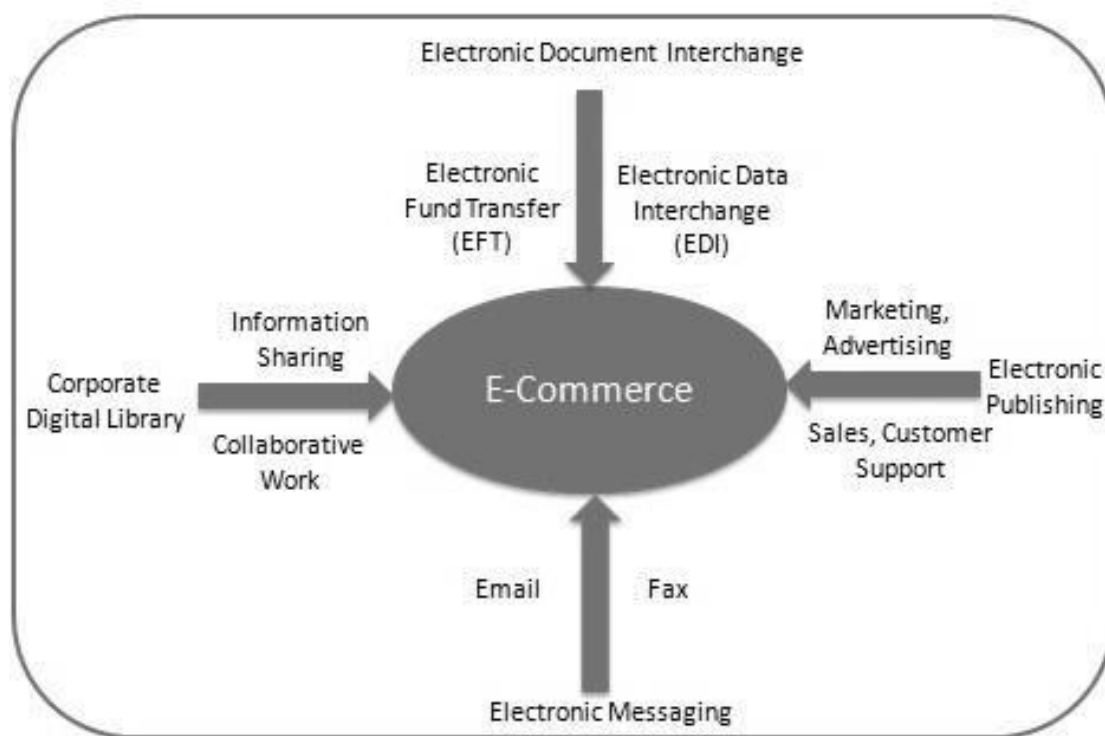 Electronic Document Interchange
Electronic
Fund Transfer
(EFT)
Electronic Data
Interchange
(EDI)
Information
Sharing
Marketing,
Advertising
Corporate
Digital Library
E-Commerce
Electronic
Publishing
Collaborative
Work
Sales, Customer
Support
Email
Fax
Electronic Messaging